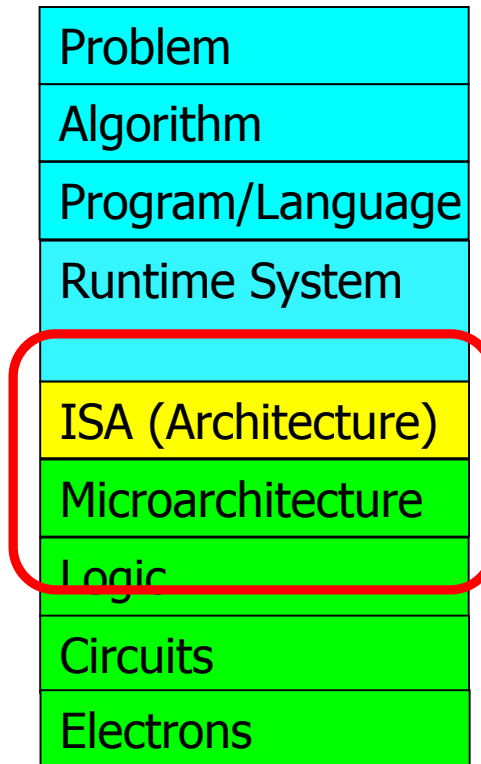 Problem
Algorithm
Program/Language
Runtime System
ISA (Architecture)
Microarchitecture
Logic
Circuits
Electrons